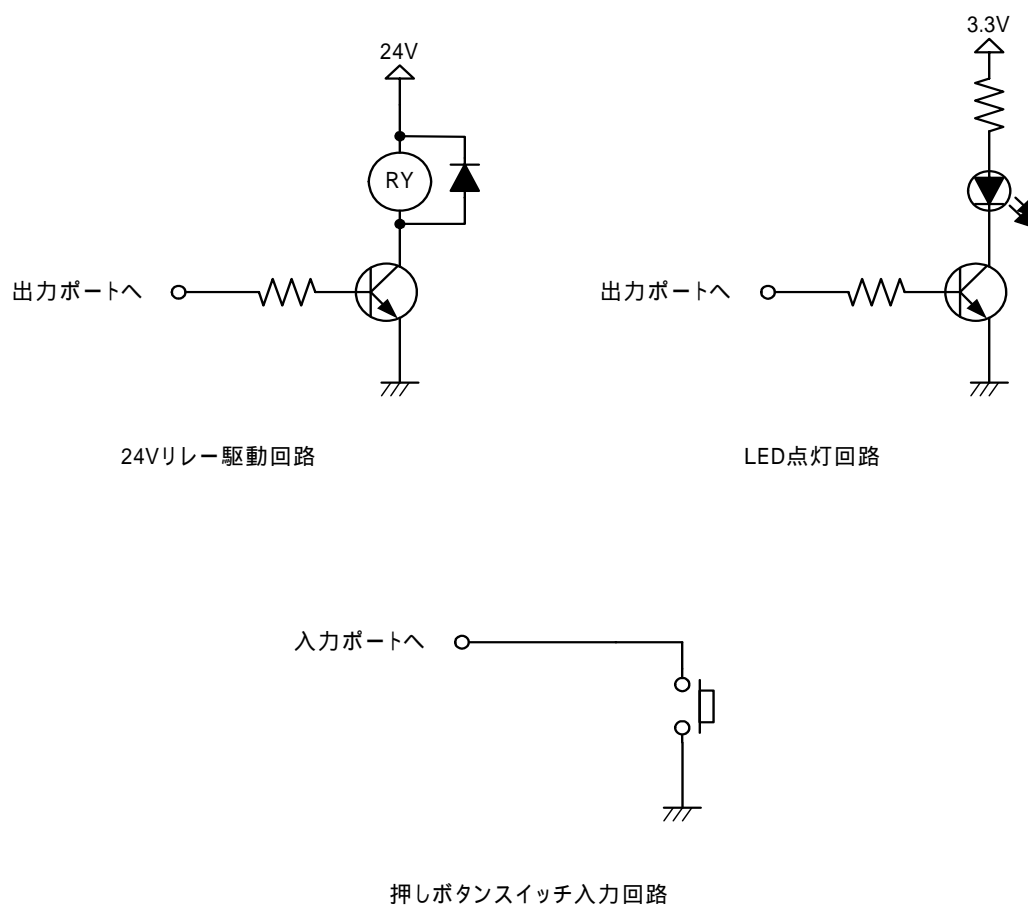 24V
3.3V
RY
出力ポートへ
出力ポートへ
24Vリレー駆動回路
LED点灯回路
入力ポートへ
押しボタンスイッチ入力回路